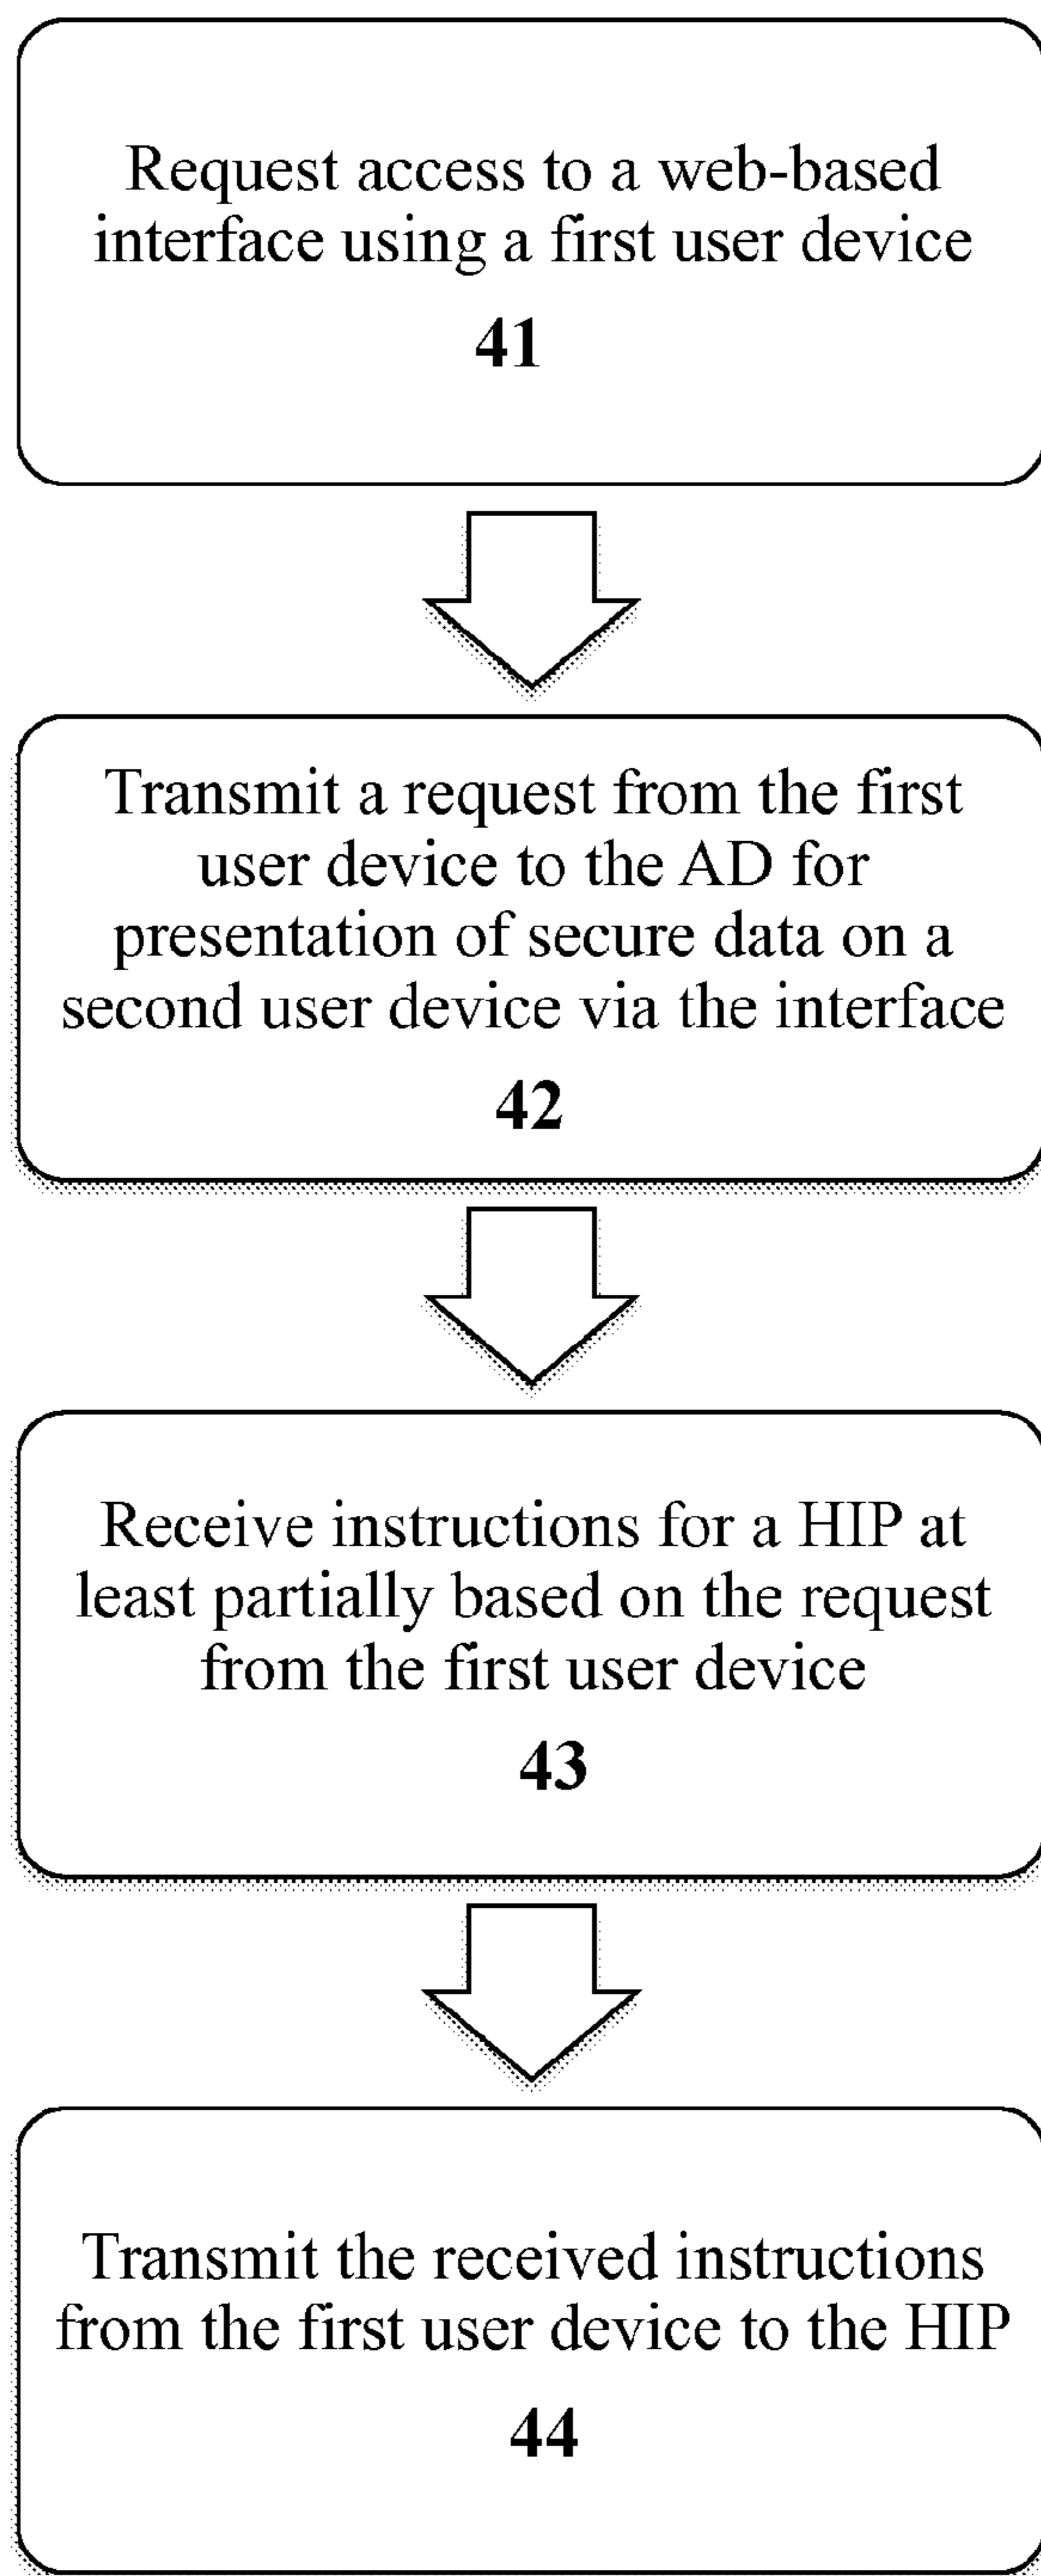 Request access to a web-based
interface using a first user device
41
Transmit a request from the first
user device to the AD for
presentation of secure data on a
second user device via the interface
42
Receive instructions for a HIP at
least partially based on the request
from the first user device
43
Transmit the received instructions
from the first user device to the HIP
44